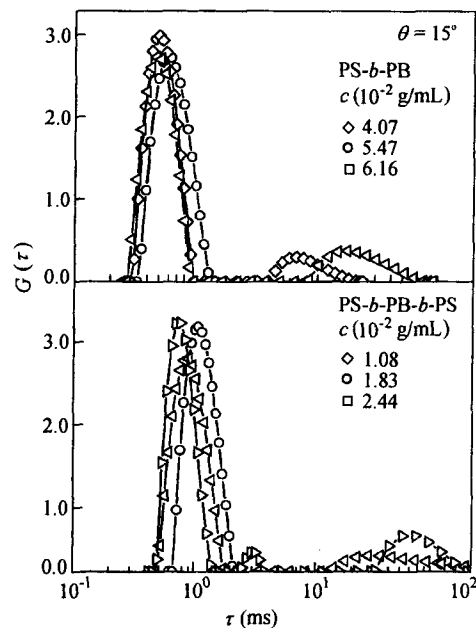 θ = 15°
PS-b-PB
c (10⁻² g/mL)
◇ 4.07
○ 5.47
□ 6.16
3.0
2.0
1.0
0.0
G (τ)
PS-b-PB-b-PS
c (10⁻² g/mL)
◇ 1.08
○ 1.83
□ 2.44
3.0
2.0
1.0
0.0
10⁻¹ 10⁰ 10¹ 10²
τ (ms)